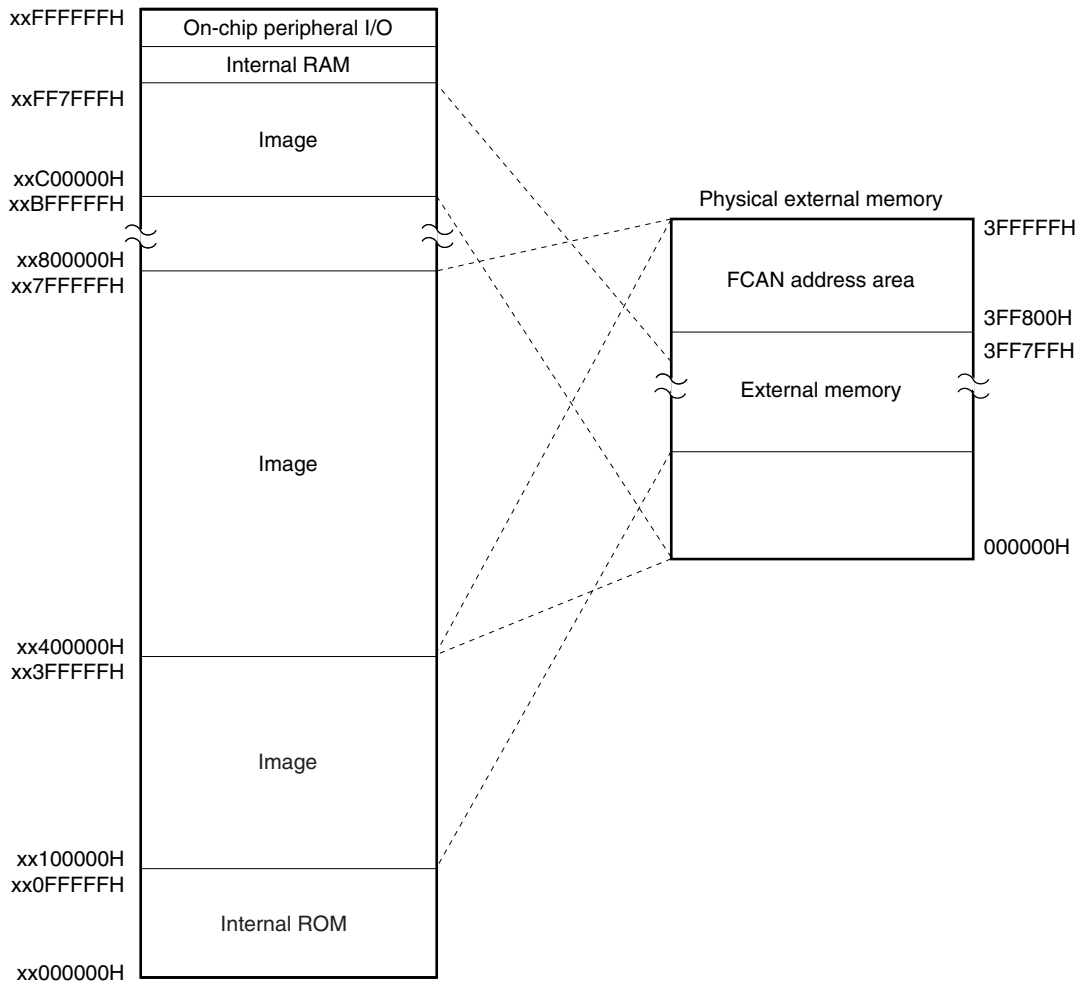 xxFFFFFFH
On-chip peripheral I/O
Internal RAM
xxFF7FFFH
Image
xxC00000H
xxBFFFFFH
xx800000H
xx7FFFFFH
Image
xx400000H
xx3FFFFFH
Image
xx100000H
xx0FFFFFH
Internal ROM
xx000000H
Physical external memory
3FFFFFH
FCAN address area
3FF800H
3FF7FFH
External memory
000000H